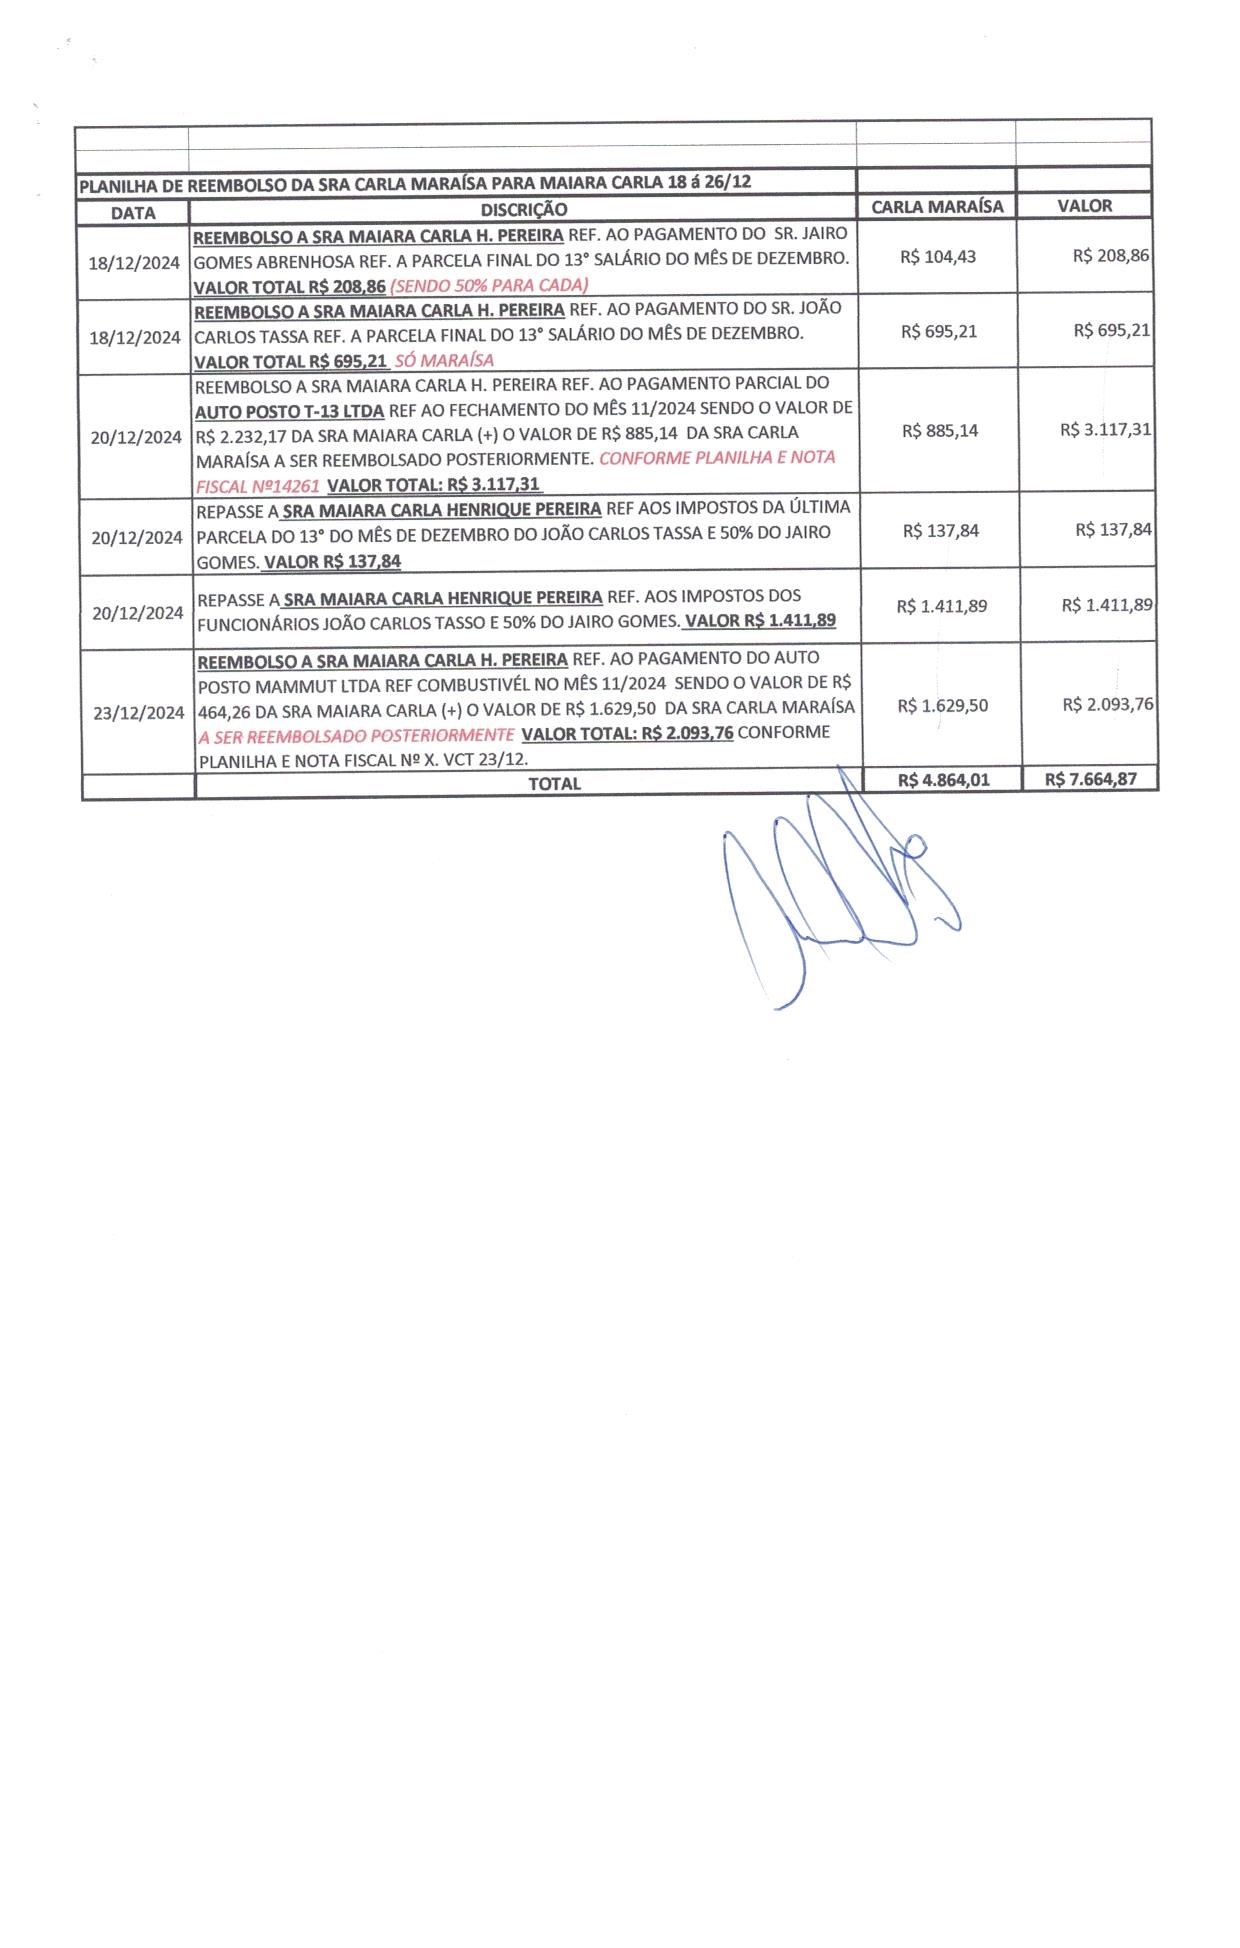 PLANILHA DE REEMBOLSO DA SRA CARLA MARAÍSA PARA MAIARA CARLA 18 á 26/12
DATA DISCRIÇÃO CARLA MARAÍSA VALOR
REEMBOLSO A SRA MAIARA CARLA H. PEREIRA REF. AO PAGAMENTO DO SR. JAIRO
18/12/2024 GOMES ABRENHOSA REF. A PARCELA FINAL DO 13° SALÁRIO DO MÊS DE DEZEMBRO. R$ 104,43 R$ 208,86
VALOR TOTAL R$ 208,86 (SENDO 50% PARA CADA)
REEMBOLSO A SRA MAIARA CARLA H. PEREIRA REF. AO PAGAMENTO DO SR. JOÃO
18/12/2024 CARLOS TASSA REF. A PARCELA FINAL DO 13° SALÁRIO DO MÊS DE DEZEMBRO. R$ 695,21 R$ 695,21
VALOR TOTAL R$ 695,21 SÓ MARAÍSA
REEMBOLSO A SRA MAIARA CARLA H. PEREIRA REF. AO PAGAMENTO PARCIAL DO
AUTO POSTO T-13 LTDA REF AO FECHAMENTO DO MÊS 11/2024 SENDO O VALOR DE
20/12/2024 R$ 2.232,17 DA SRA MAIARA CARLA (+) O VALOR DE R$ 885,14 DA SRA CARLA R$ 885,14 R$ 3.117,31
MARAÍSA A SER REEMBOLSADO POSTERIORMENTE. CONFORME PLANILHA E NOTA
FISCAL Nº14261 VALOR TOTAL: R$ 3.117,31
REPASSE A SRA MAIARA CARLA HENRIQUE PEREIRA REF AOS IMPOSTOS DA ÚLTIMA
20/12/2024 PARCELA DO 13° DO MÊS DE DEZEMBRO DO JOÃO CARLOS TASSA E 50% DO JAIRO R$ 137,84 R$ 137,84
GOMES. VALOR R$ 137,84
REPASSE A SRA MAIARA CARLA HENRIQUE PEREIRA REF. AOS IMPOSTOS DOS
20/12/2024 FUNCIONÁRIOS JOÃO CARLOS TASSO E 50% DO JAIRO GOMES. VALOR R$ 1.411,89 R$ 1.411,89 R$ 1.411,89
REEMBOLSO A SRA MAIARA CARLA H. PEREIRA REF. AO PAGAMENTO DO AUTO
POSTO MAMMUT LTDA REF COMBUSTIVÉL NO MÊS 11/2024 SENDO O VALOR DE R$
23/12/2024 464,26 DA SRA MAIARA CARLA (+) O VALOR DE R$ 1.629,50 DA SRA CARLA MARAÍSA R$ 1.629,50 R$ 2.093,76
A SER REEMBOLSADO POSTERIORMENTE VALOR TOTAL: R$ 2.093,76 CONFORME
PLANILHA E NOTA FISCAL Nº X. VCT 23/12.
TOTAL R$ 4.864,01 R$ 7.664,87